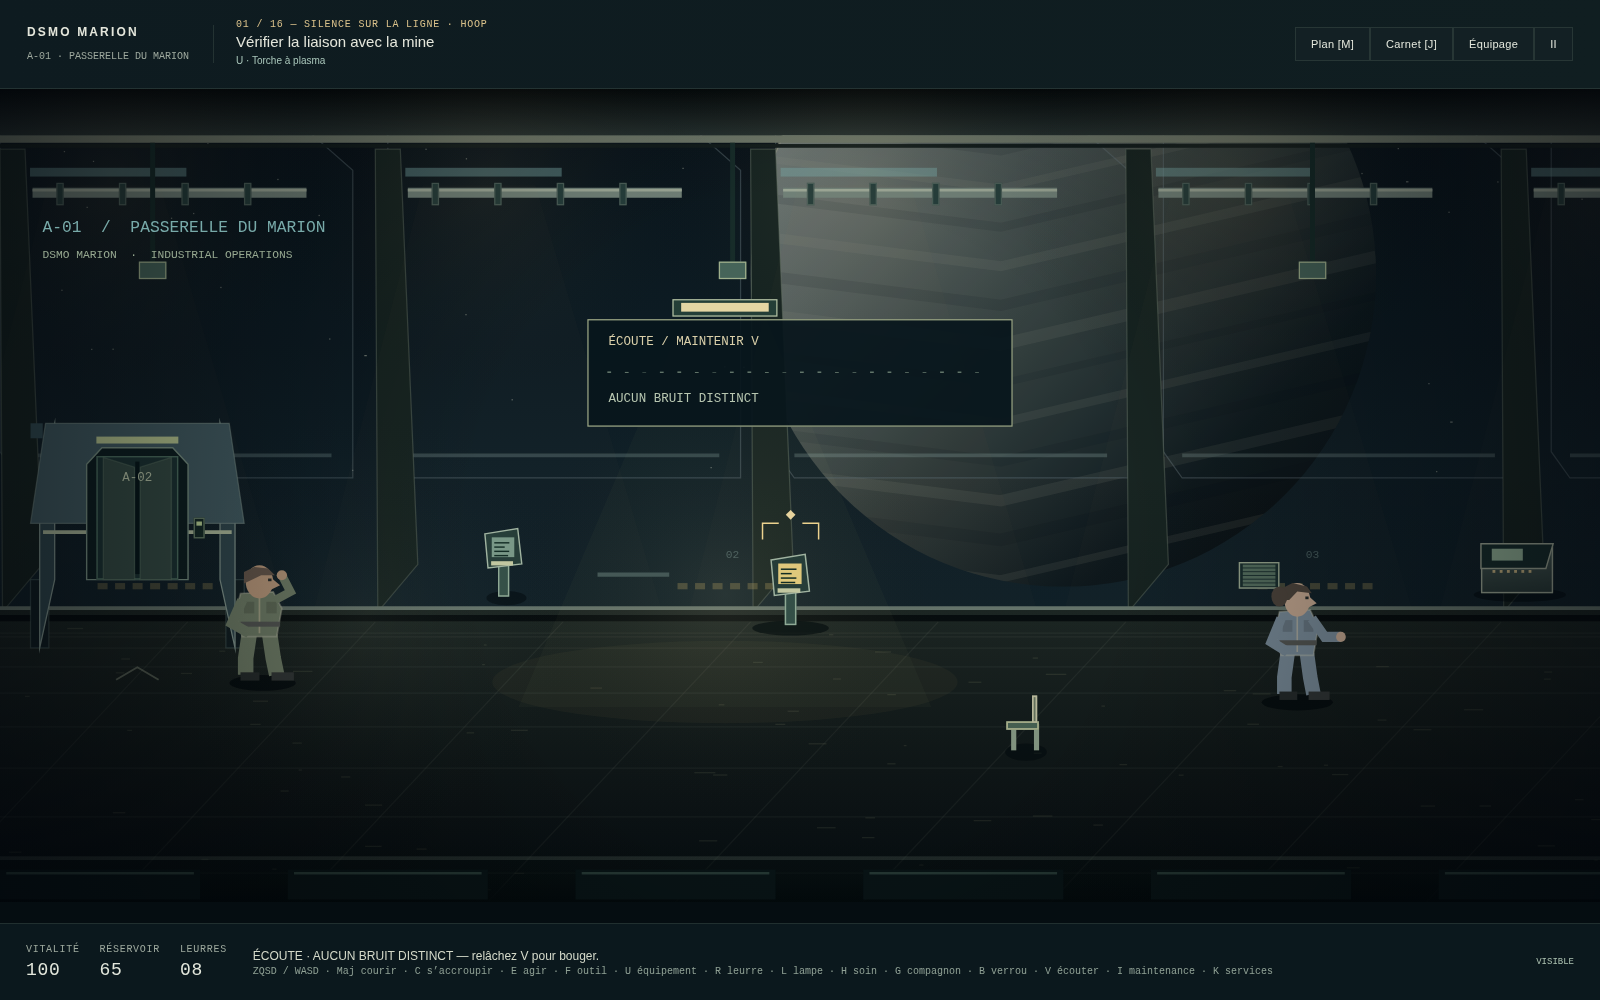 DSMO MARION
A-01 · PASSERELLE DU MARION
01 / 16 — SILENCE SUR LA LIGNE · HOOP
Vérifier la liaison avec la mine
U · Torche à plasma
Plan [M]
Carnet [J]
Équipage
II
A-01 / PASSERELLE DU MARION
DSMO MARION · INDUSTRIAL OPERATIONS
ÉCOUTE / MAINTENIR V
AUCUN BRUIT DISTINCT
A-02
02
03
VITALITÉ
100
RÉSERVOIR
65
LEURRES
08
ÉCOUTE · AUCUN BRUIT DISTINCT — relâchez V pour bouger.
ZQSD / WASD · Maj courir · C s’accroupir · E agir · F outil · U équipement · R leurre · L lampe · H soin · G compagnon · B verrou · V écouter · I maintenance · K services
VISIBLE